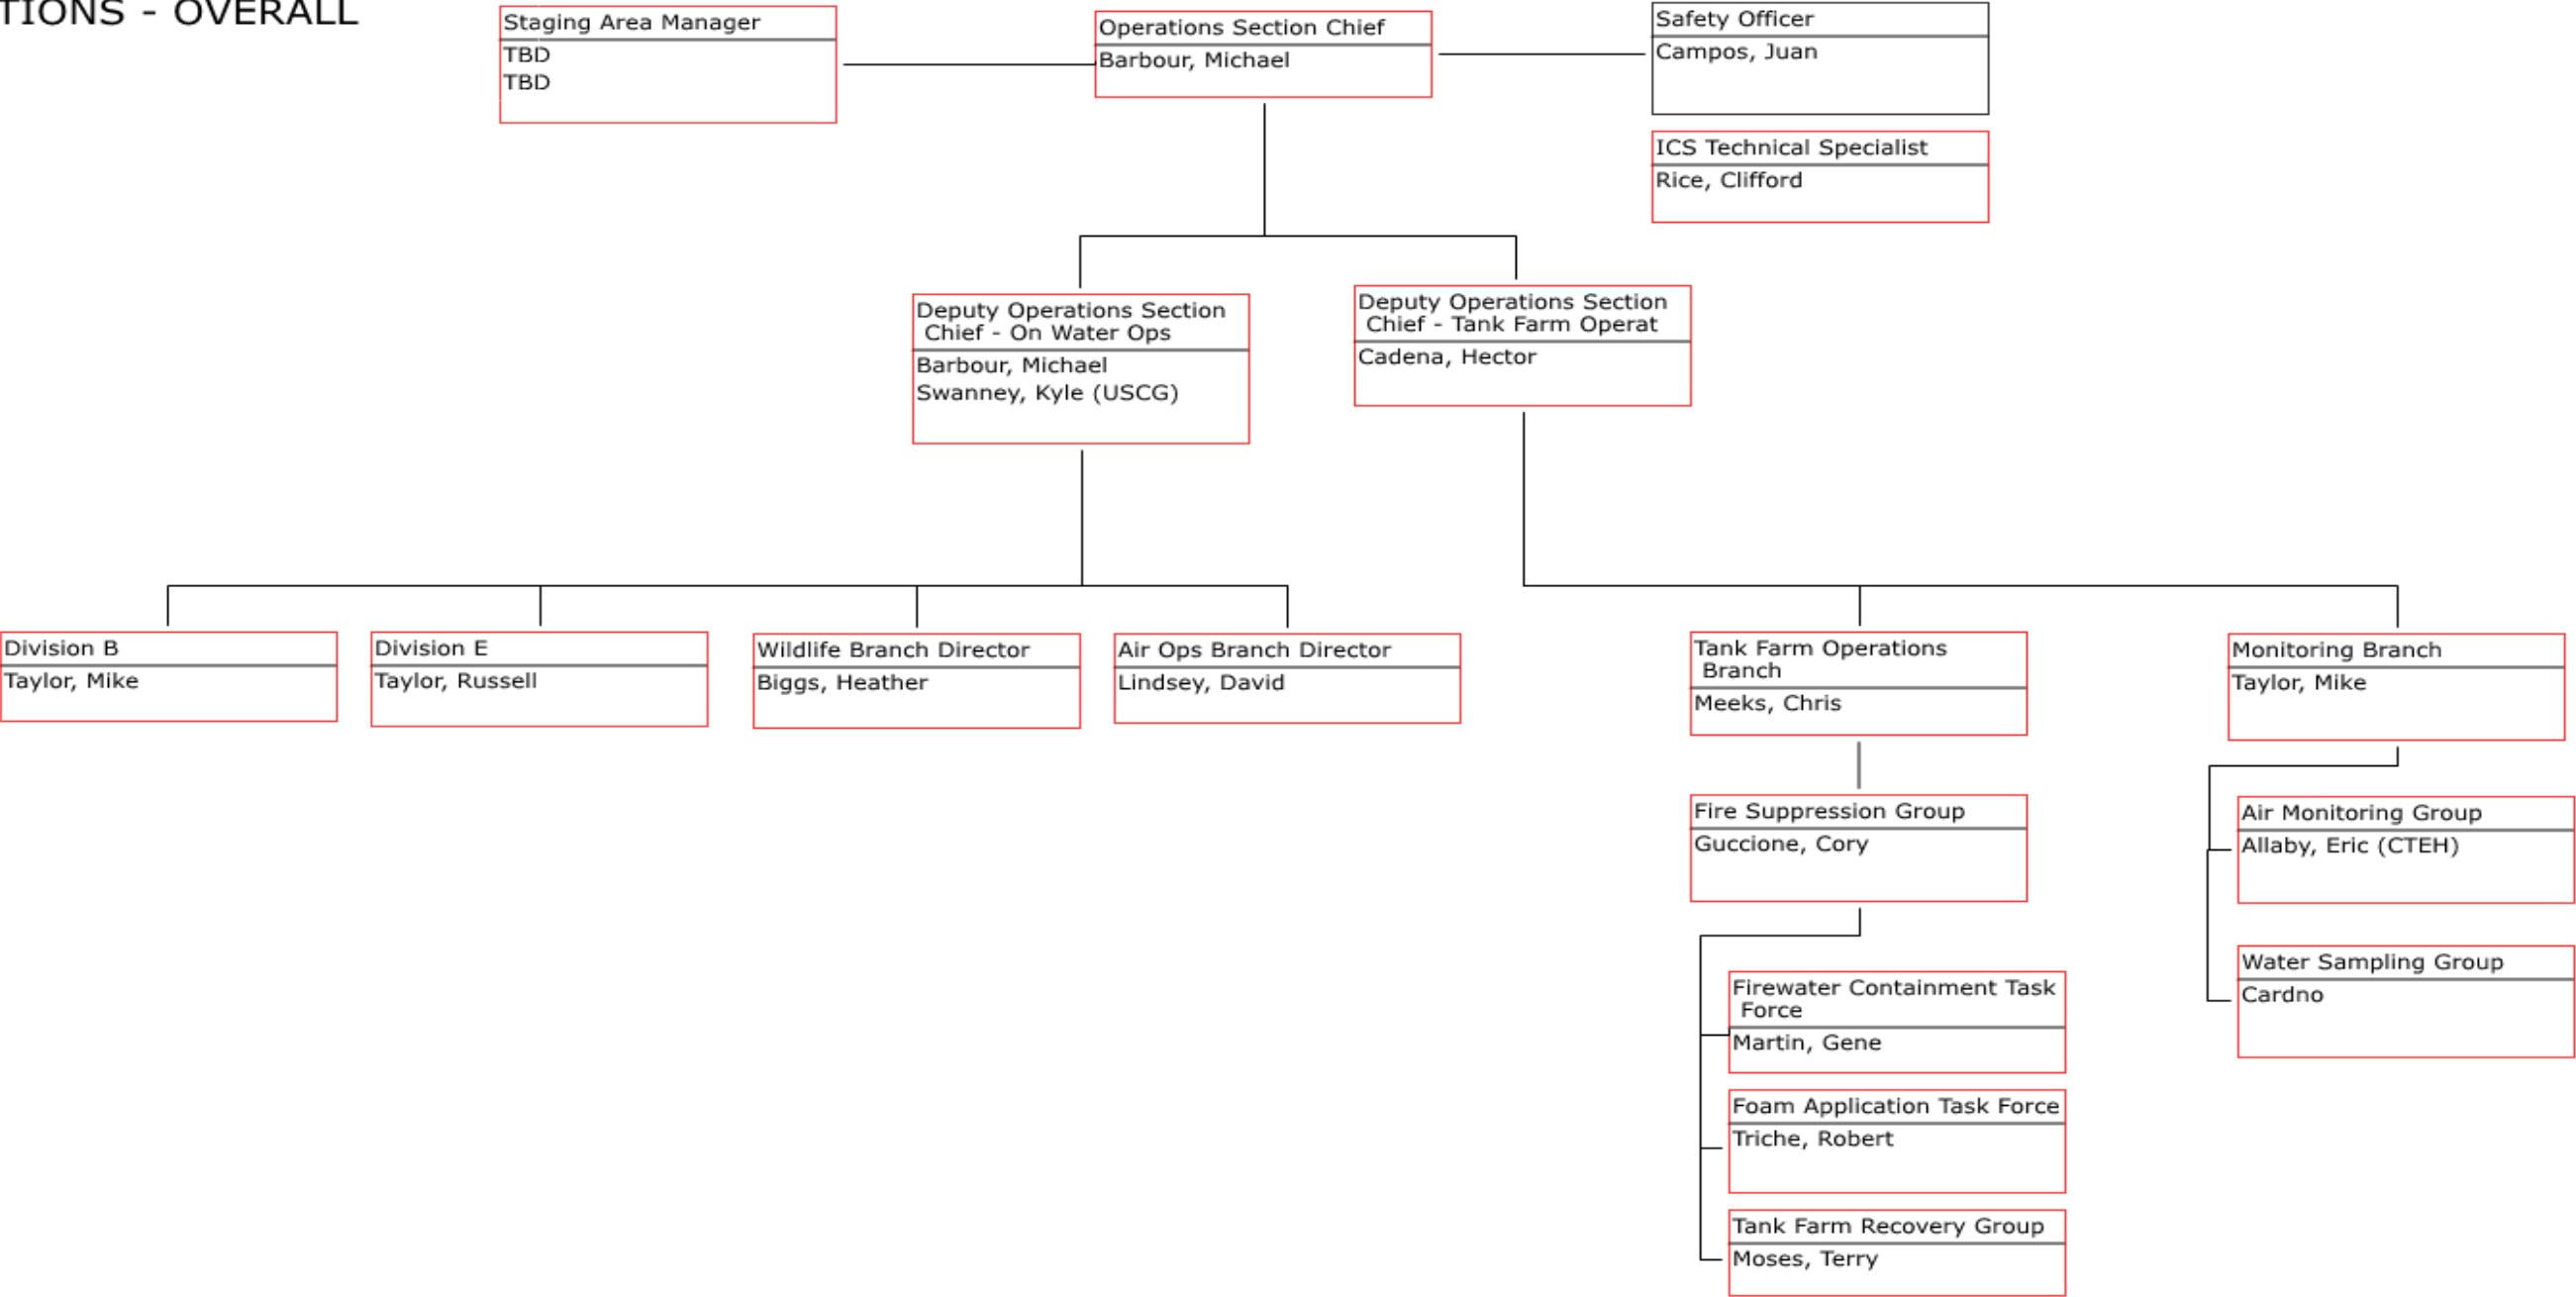 TIONS - OVERALL
Staging Area Manager
TBD
TBD
Operations Section Chief
Barbour, Michael
Safety Officer
Campos, Juan
ICS Technical Specialist
Rice, Clifford
Deputy Operations Section
Chief - On Water Ops
Barbour, Michael
Swanney, Kyle (USCG)
Deputy Operations Section
Chief - Tank Farm Operat
Cadena, Hector
Division B
Taylor, Mike
Division E
Taylor, Russell
Wildlife Branch Director
Biggs, Heather
Air Ops Branch Director
Lindsey, David
Tank Farm Operations
Branch
Meeks, Chris
Monitoring Branch
Taylor, Mike
Fire Suppression Group
Guccione, Cory
Air Monitoring Group
Allaby, Eric (CTEH)
Water Sampling Group
Cardno
Firewater Containment Task
Force
Martin, Gene
Foam Application Task Force
Triche, Robert
Tank Farm Recovery Group
Moses, Terry